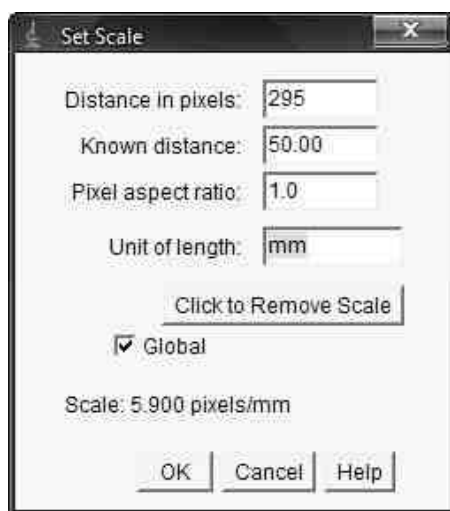 Set Scale
Distance in pixels: 295
Known distance: 50.00
Pixel aspect ratio: 1.0
Unit of length: mm
Click to Remove Scale
Global
Scale: 5.900 pixels/mm
OK Cancel Help